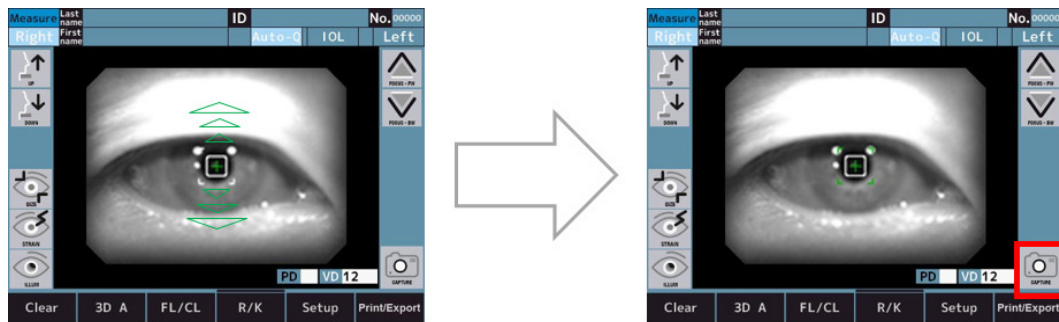 Measure Last name ID No. 00000
Right First name Auto-Q IOL Left
UP
FOCUS - FW
DOWN
FOCUS - BW
SIZE
STRAIN
ILLUM
PD VD 12
CAPTURE
Clear 3D A FL/CL R/K Setup Print/Export
Measure Last name ID No. 00000
Right First name Auto-Q IOL Left
UP
FOCUS - FW
DOWN
FOCUS - BW
SIZE
STRAIN
ILLUM
PD VD 12
CAPTURE
Clear 3D A FL/CL R/K Setup Print/Export